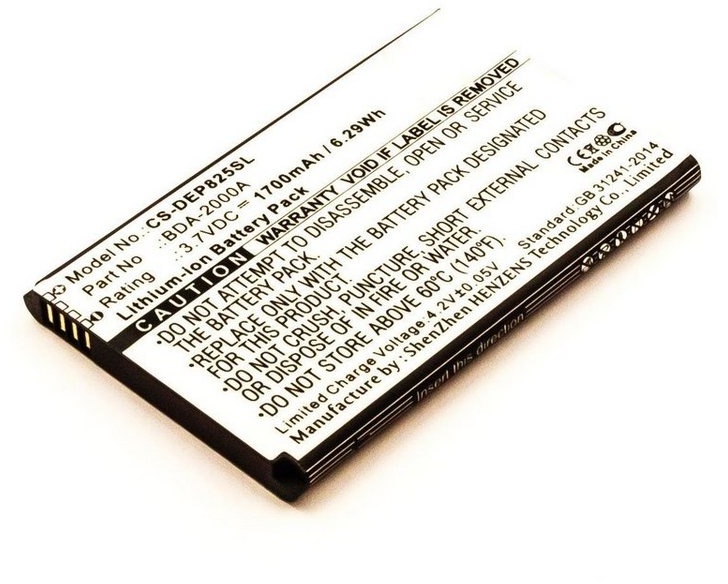 Model No : CS-DEP825SL
Part No : BDA-2000A
Rating : 3.7VDC = 1700mAh / 6.29Wh
Lithium-ion Battery Pack
CAUTION WARRANTY VOID IF LABEL IS REMOVED
•DO NOT ATTEMPT TO DISASSEMBLE, OPEN OR SERVICE
THE BATTERY PACK.
•REPLACE ONLY WITH THE BATTERY PACK DESIGNATED
FOR THIS PRODUCT.
•DO NOT CRUSH, PUNCTURE, SHORT EXTERNAL CONTACTS
OR DISPOSE OF IN FIRE OR WATER.
•DO NOT STORE ABOVE 60°C (140°F).
CE
Made in China
Limited Charge Voltage : 4.2V±0.05V Standard:GB 31241-2014
Manufacture by : ShenZhen HENZENS Technology Co.,
Insert this direction